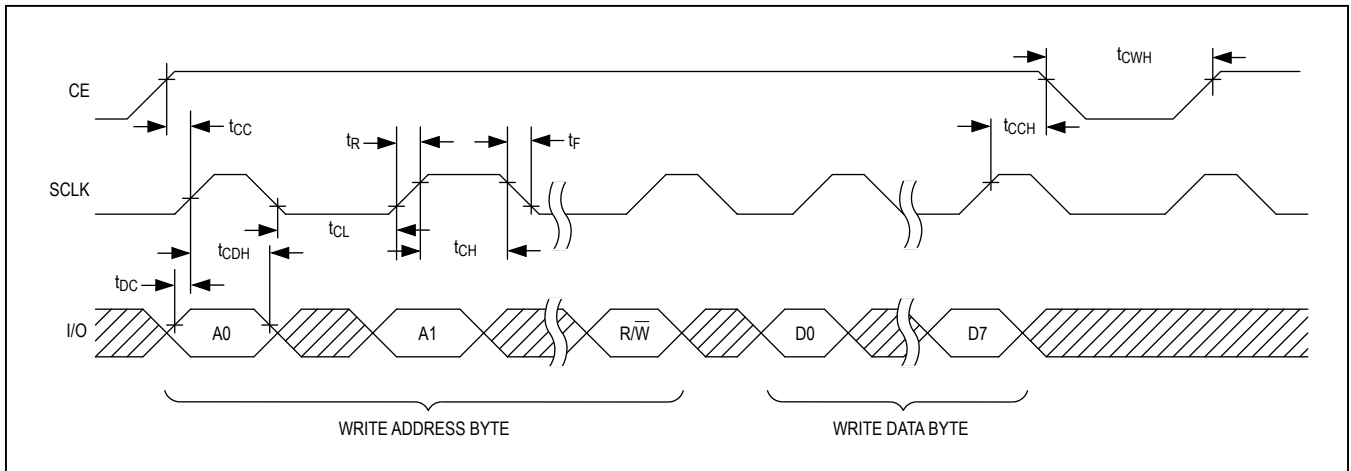 tCWH
CE
tCC
tR
tF
tCCH
SCLK
tCL
tCDH
tCH
tDC
I/O
A0
A1
R/W̅
D0
D7
WRITE ADDRESS BYTE
WRITE DATA BYTE